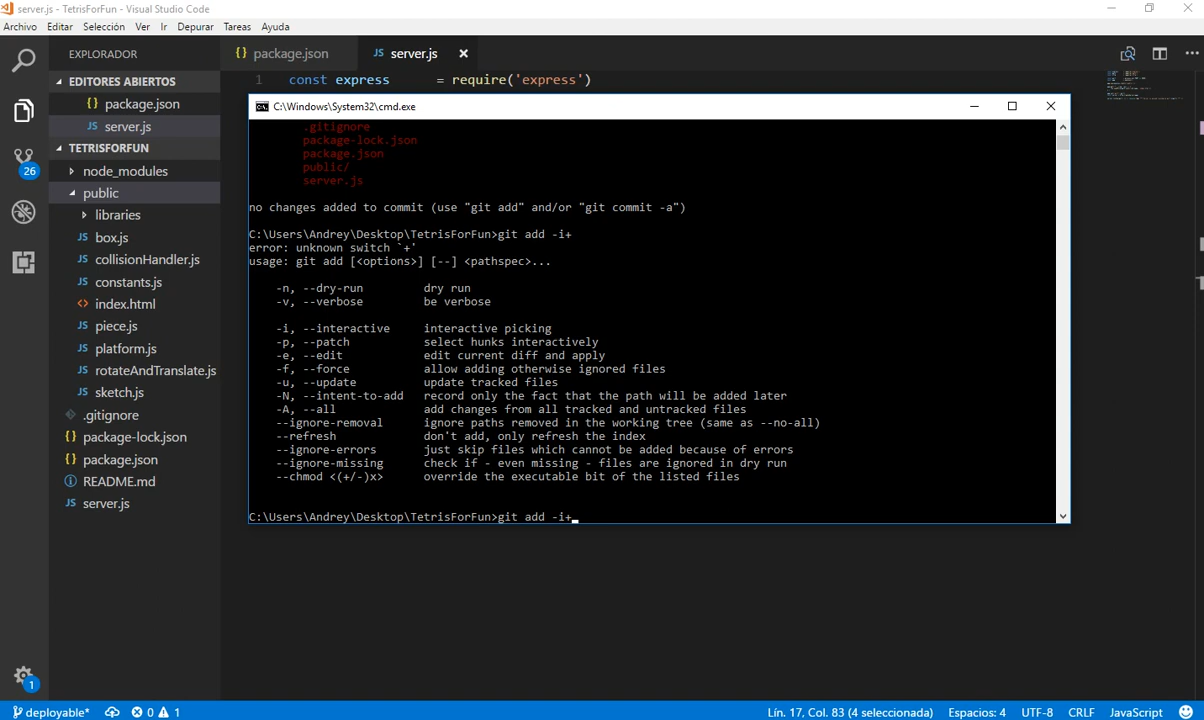 server.js - TetrisForFun - Visual Studio Code
Archivo Editar Selección Ver Ir Depurar Tareas Ayuda
EXPLORADOR
EDITORES ABIERTOS
{} package.json
JS server.js
TETRISFORFUN
node_modules
public
libraries
JS box.js
JS collisionHandler.js
JS constants.js
<> index.html
JS piece.js
JS platform.js
JS rotateAndTranslate.js
JS sketch.js
.gitignore
{} package-lock.json
{} package.json
README.md
JS server.js
26
1
{} package.json
JS server.js
1 const express = require('express')
C:\Windows\System32\cmd.exe
.gitignore
package-lock.json
package.json
public/
server.js
no changes added to commit (use "git add" and/or "git commit -a")
C:\Users\Andrey\Desktop\TetrisForFun>git add -i+
error: unknown switch `+'
usage: git add [<options>] [--] <pathspec>...
-n, --dry-run dry run
-v, --verbose be verbose
-i, --interactive interactive picking
-p, --patch select hunks interactively
-e, --edit edit current diff and apply
-f, --force allow adding otherwise ignored files
-u, --update update tracked files
-N, --intent-to-add record only the fact that the path will be added later
-A, --all add changes from all tracked and untracked files
--ignore-removal ignore paths removed in the working tree (same as --no-all)
--refresh don't add, only refresh the index
--ignore-errors just skip files which cannot be added because of errors
--ignore-missing check if - even missing - files are ignored in dry run
--chmod <(+/-)x> override the executable bit of the listed files
C:\Users\Andrey\Desktop\TetrisForFun>git add -i+
deployable* 0 1 Lín. 17, Col. 83 (4 seleccionada) Espacios: 4 UTF-8 CRLF JavaScript